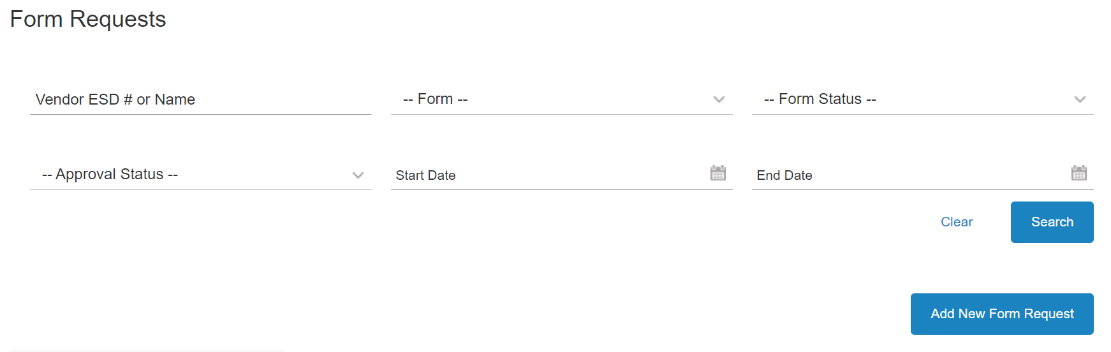 Form Requests
Vendor ESD # or Name
-- Form --
-- Form Status --
-- Approval Status --
Start Date
End Date
Clear
Search
Add New Form Request